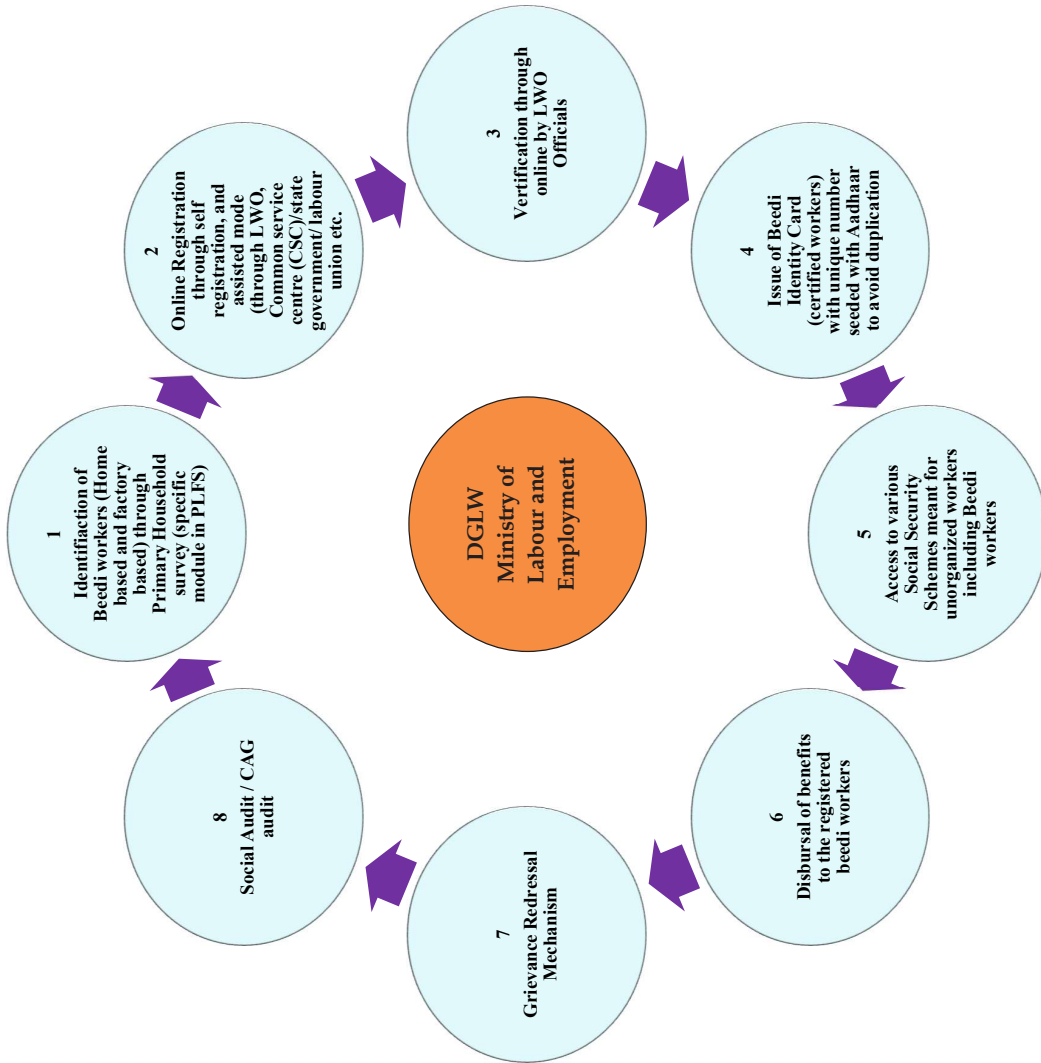 1
Identifiaction of
Beedi workers (Home
based and factory
based) through
Primary Household
survey (specific
module in PLFS)
2
Online Registration
through self
registration, and
assisted mode
(through LWO,
Common service
centre (CSC)/state
government/ labour
union etc.
3
Vertification through
online by LWO
Officials
4
Issue of Beedi
Identity Card
(certified workers)
with unique number
seeded with Aadhaar
to avoid duplication
5
Access to various
Social Security
Schemes meant for
unorganized workers
including Beedi
workers
6
Disbursal of benefits
to the registered
beedi workers
7
Grievance Redressal
Mechanism
8
Social Audit / CAG
audit
DGLW
Ministry of
Labour and
Employment